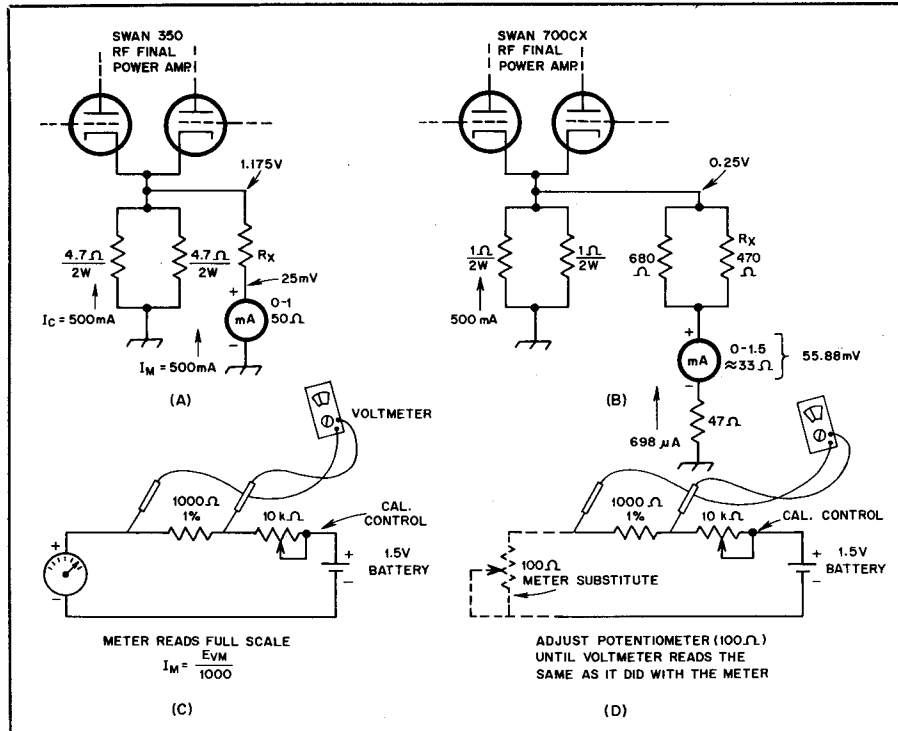 SWAN 350
RF FINAL
POWER AMP.
1.175V
4.7Ω
2W
4.7Ω
2W
RX
25mV
+
0-1
50Ω
mA
-
IC = 500mA
IM = 500mA
(A)
SWAN 700CX
RF FINAL
POWER AMP.
0.25V
1Ω
2W
1Ω
2W
680
Ω
RX
470
Ω
500 mA
+
mA
0-1.5
≈33Ω
55.88mV
-
47Ω
698 μA
(B)
VOLTMETER
1000Ω
1%
10 kΩ
CAL.
CONTROL
+
-
+
-
1.5V
BATTERY
METER READS FULL SCALE
IM = EVM
1000
(C)
1000Ω
1%
10 kΩ
CAL. CONTROL
100Ω
METER SUBSTITUTE
+
-
1.5V
BATTERY
ADJUST POTENTIOMETER (100Ω)
UNTIL VOLTMETER READS THE
SAME AS IT DID WITH THE METER
(D)